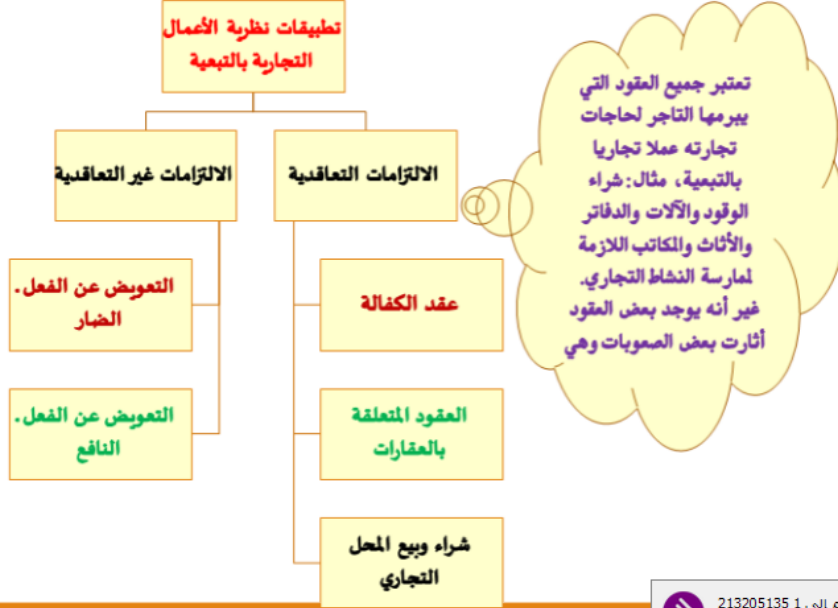 تطبيقات نظرية الأعمال
التجارية بالتبعية
الالتزامات التعاقدية
الالتزامات غير التعاقدية
عقد الكفالة
العقود المتعلقة
بالعقارات
شراء وبيع المحل
التجاري
التعويض عن الفعل.
الضار
التعويض عن الفعل.
النافع
تعتبر جميع العقود التي
يبرمها التاجر لحاجات
تجارته عملا تجاريا
بالتبعية، مثال: شراء
الوقود والآلات والدفاتر
والأثاث والمكاتب اللازمة
لممارسة النشاط التجاري.
غير أنه يوجد بعض العقود
أثارت بعض الصعوبات وهي
إلى 1 213205135